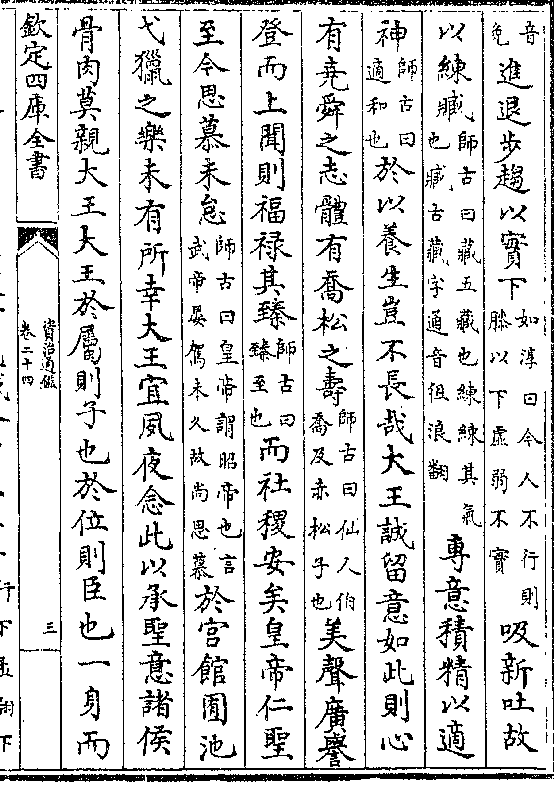 音免進退步趨以實下如淳曰今人不行則膝以下虚弱不實吸新吐故
以練臧師古曰藏五藏也練練其氣也臧古藏字通音徂浪翻專意積精以適
神師古曰適和也於以養生豈不長哉大王誠留意如此則心
有堯舜之志體有喬松之壽師古曰仙人伯喬及赤松子也美聲廣譽
登而上聞則福禄其臻師古曰臻至也而社稷安矣皇帝仁聖
至今思慕未怠師古曰皇帝謂昭帝也言武帝晏駕未久故尚思慕於宫館囿池
弋獵之樂未有所幸大王宜夙夜念此以承聖意諸侯
骨肉莫親大王大王於屬則子也於位則臣也一身而
欽定四庫全書
資治通鑑
卷二十四
三